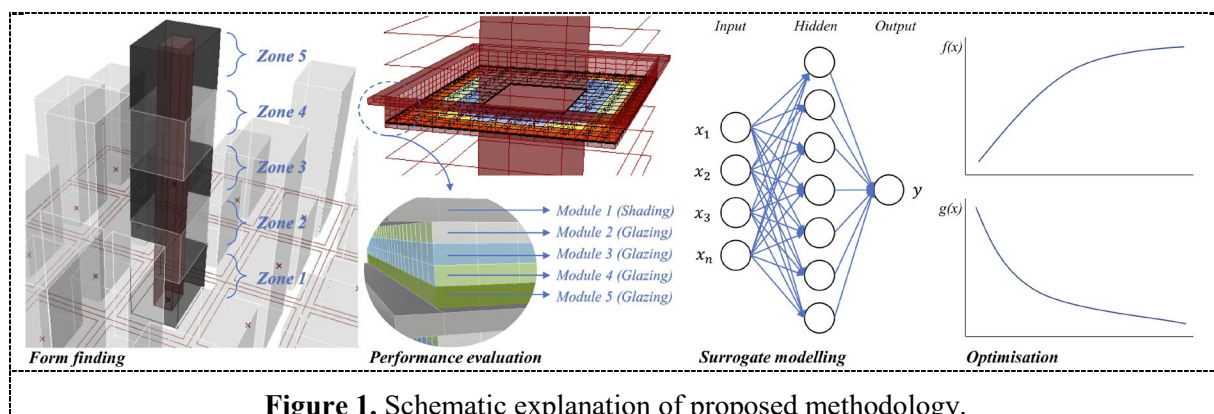 Zone 5
Zone 4
Zone 3
Zone 2
Zone 1
Form finding
Module 1 (Shading)
Module 2 (Glazing)
Module 3 (Glazing)
Module 4 (Glazing)
Module 5 (Glazing)
Performance evaluation
Input Hidden Output
x1
x2
x3
xn
y
Surrogate modelling
f(x)
g(x)
Optimisation
Figure 1. Schematic explanation of proposed methodology.